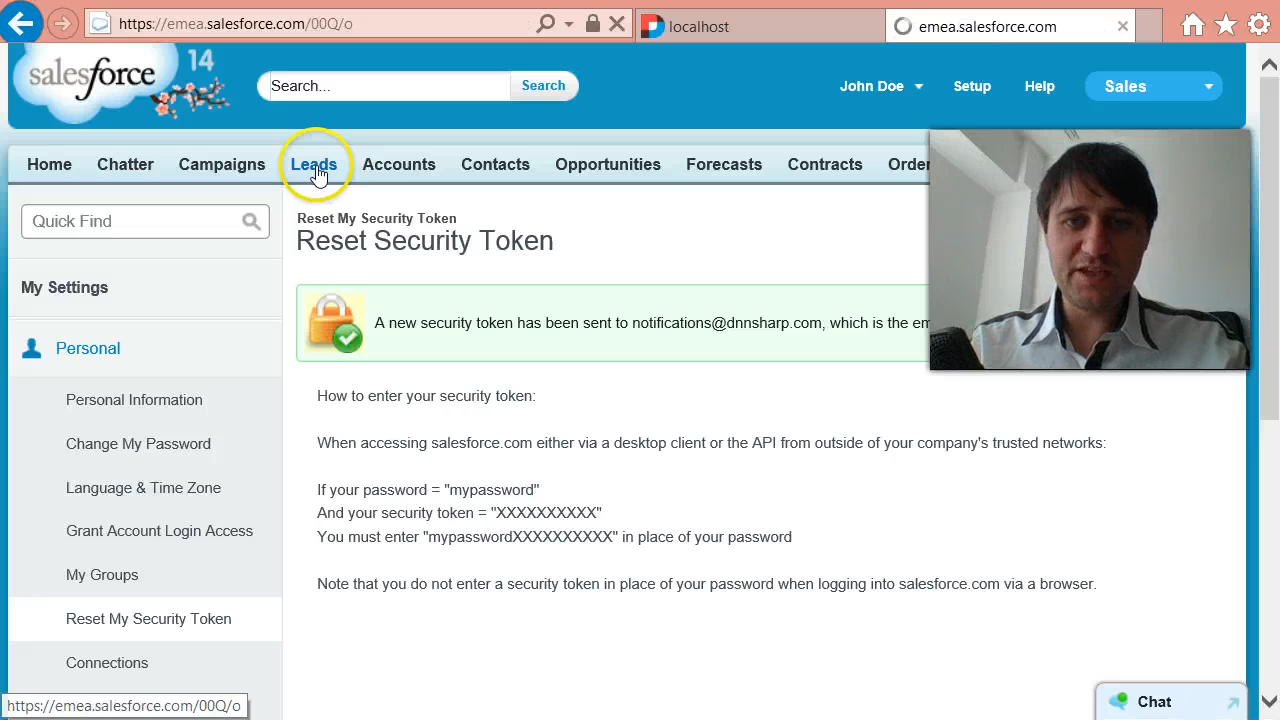 https://emea.salesforce.com/00Q/o
localhost
emea.salesforce.com
salesforce
14
Search...
Search
John Doe
Setup
Help
Sales
Home
Chatter
Campaigns
Leads
Accounts
Contacts
Opportunities
Forecasts
Contracts
Quick Find
My Settings
Personal
Personal Information
Change My Password
Language & Time Zone
Grant Account Login Access
My Groups
Reset My Security Token
Connections
Reset My Security Token
Reset Security Token
A new security token has been sent to notifications@dnnsharp.com, which is the
How to enter your security token:
When accessing salesforce.com either via a desktop client or the API from outside of your company's trusted networks:
If your password = "mypassword"
And your security token = "XXXXXXXXXX"
You must enter "mypasswordXXXXXXXXXX" in place of your password
Note that you do not enter a security token in place of your password when logging into salesforce.com via a browser.
https://emea.salesforce.com/00Q/o
Chat